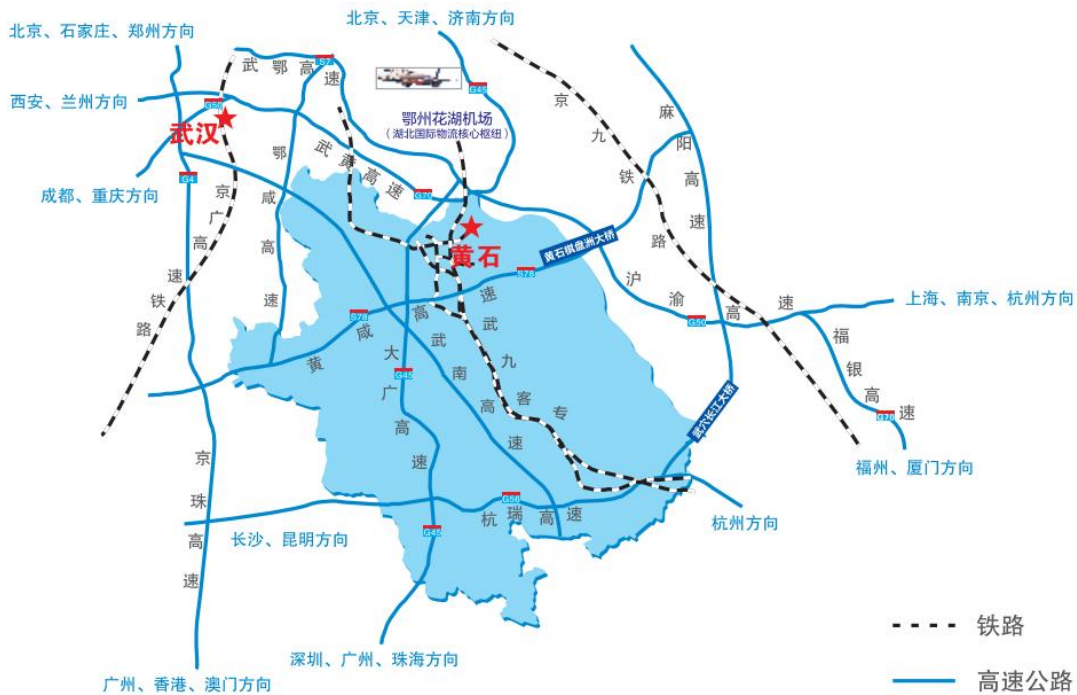 北京、石家庄、郑州方向
北京、天津、济南方向
西安、兰州方向
成都、重庆方向
武汉
鄂州花湖机场
(湖北国际物流核心枢纽)
黄石
武鄂高速
武黄高速
鄂咸高速
京广铁路
京九铁路
麻阳高速
黄石棋盘洲大桥
沪渝高速
上海、南京、杭州方向
福银高速
福州、厦门方向
黄咸高速
大广高速
武南高速
武九客专
武穴长江大桥
杭州方向
杭瑞高速
长沙、昆明方向
京珠高速
高速
深圳、广州、珠海方向
广州、香港、澳门方向
G50
S7
G45
G4
G70
S78
S78
G45
G50
G70
G56
G45
铁路
高速公路